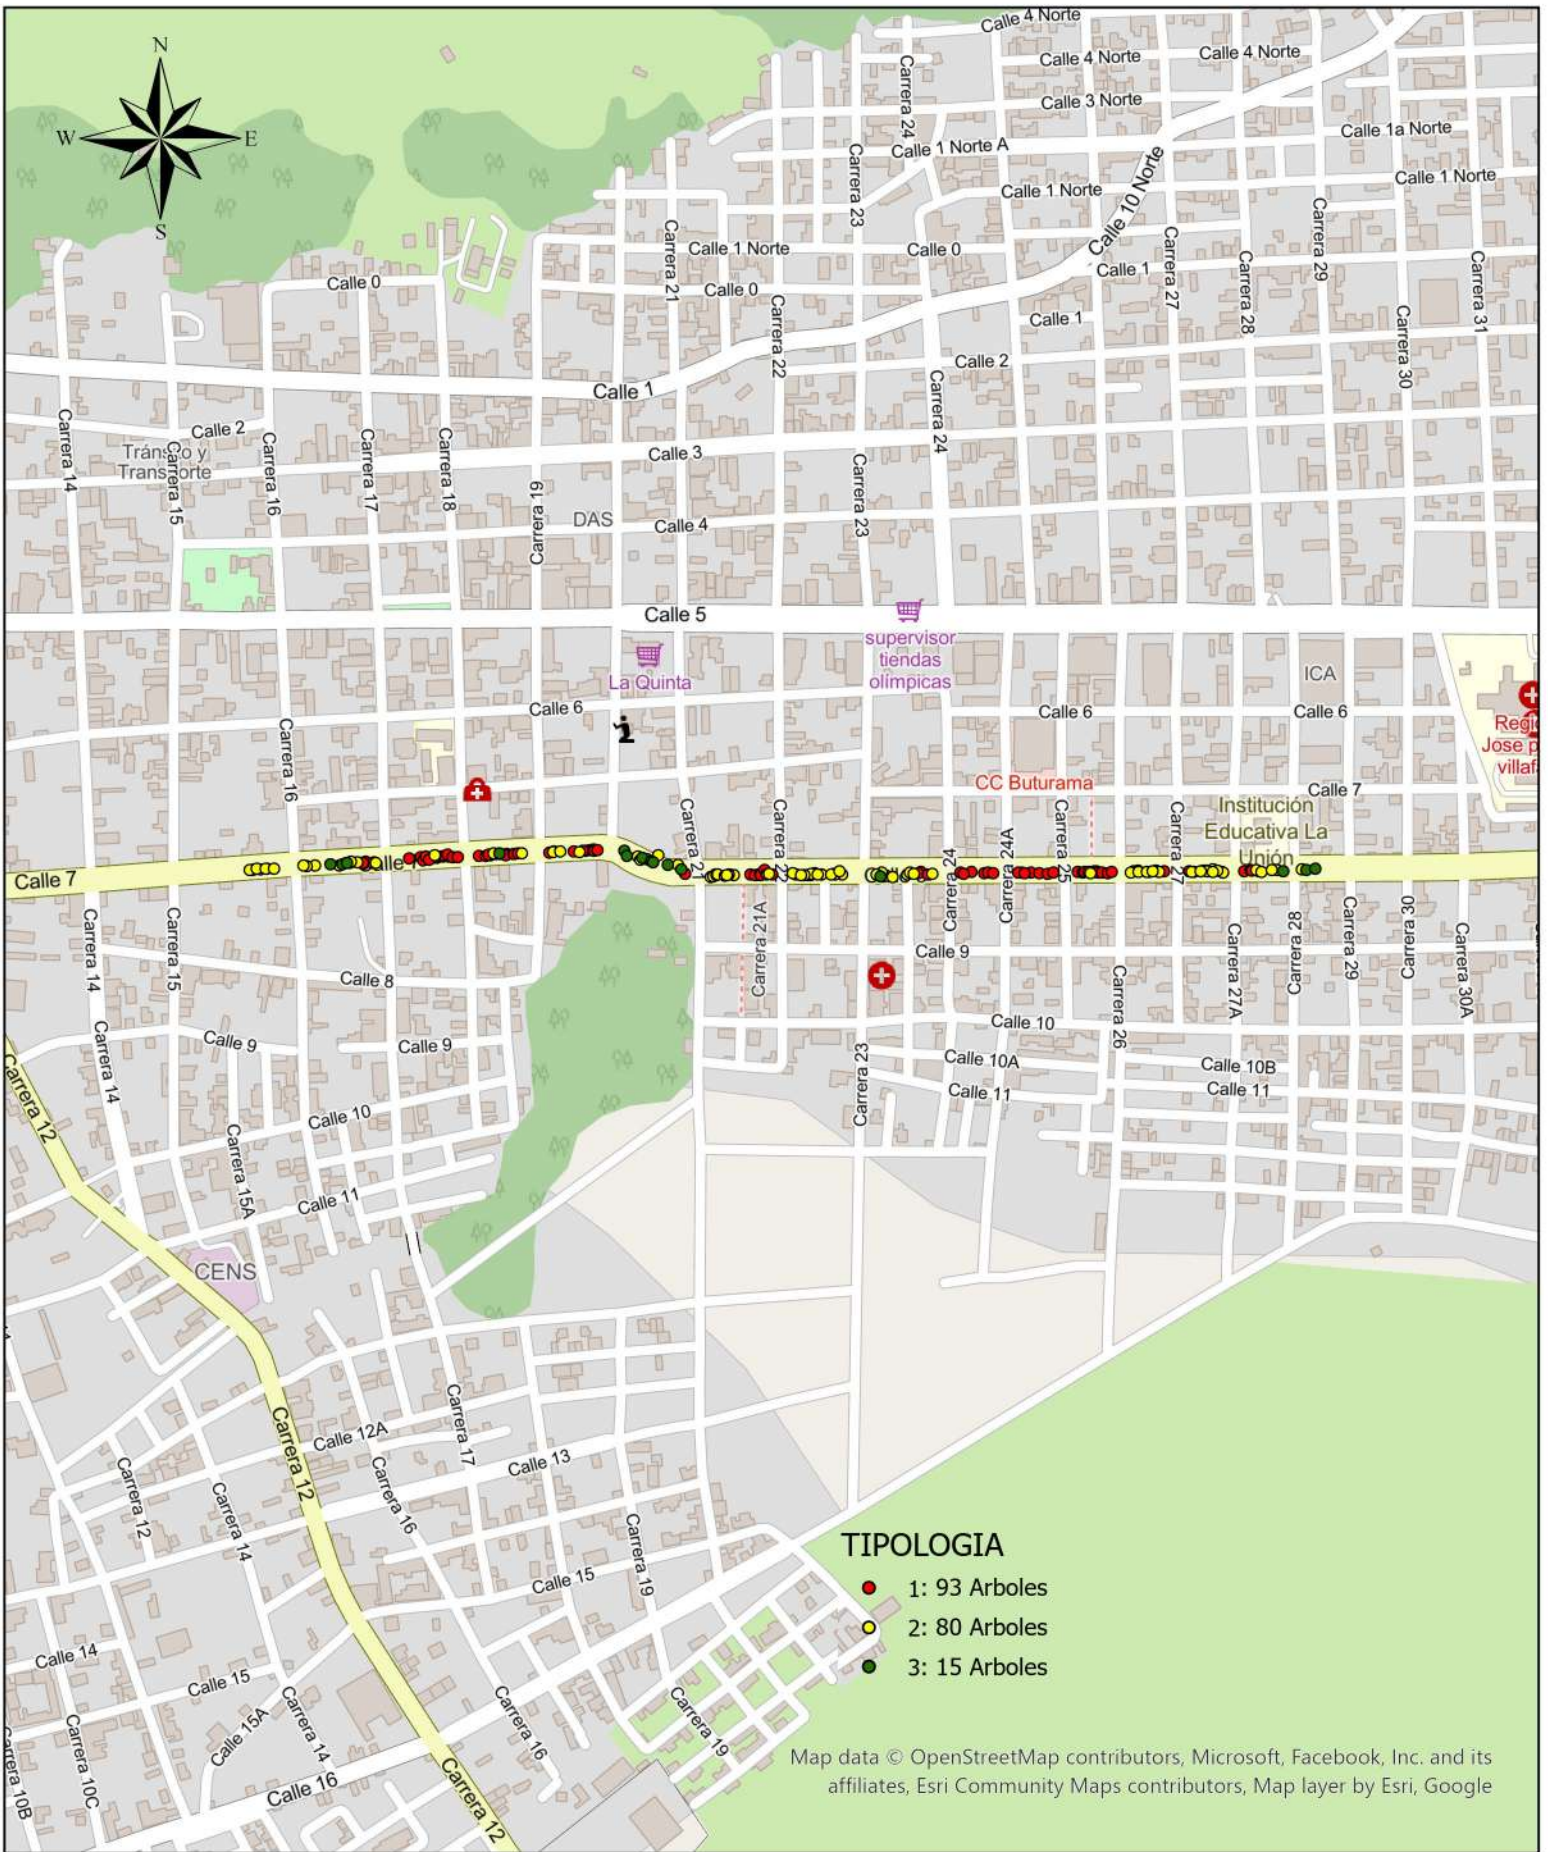 Calle 4 Norte
Calle 4 Norte
Calle 4 Norte
Carrera 24
Calle 3 Norte
N
W
E
S
Calle 1a Norte
Calle 1 Norte A
Carrera 23
Calle 10 Norte
Calle 1 Norte
Calle 1 Norte
Carrera 21
Calle 1 Norte
Calle 0
Carrera 27
Carrera 29
Calle 1
Carrera 28
Carrera 31
Calle 0
Calle 0
Carrera 22
Calle 1
Carrera 30
Calle 2
Calle 1
Carrera 24
Carrera 14
Calle 2
Tránsito y
Transporte
Carrera 15
Carrera 16
Carrera 17
Carrera 18
Calle 3
Carrera 19
Carrera 23
DAS
Calle 4
Calle 5
supervisor
tiendas
olímpicas
La Quinta
ICA
Calle 6
Calle 6
Calle 6
Carrera 16
Regi
Jose p
villaf
CC Buturama
Calle 7
Institución
Educativa La
Unión
Carrera 21
Carrera 22
Carrera 24
Carrera 24A
Carrera 25
Carrera 27
Calle 7
Carrera 14
Carrera 15
Carrera 21A
Calle 9
Carrera 27A
Carrera 28
Carrera 29
Carrera 30
Carrera 30A
Calle 8
Carrera 26
Carrera 14
Calle 9
Calle 9
Calle 10
Carrera 23
Calle 10A
Calle 10B
Calle 11
Calle 11
Carrera 12
Calle 10
Carrera 15A
Calle 11
CENS
Carrera 17
Carrera 12
Calle 12A
Calle 13
Carrera 12
Carrera 14
Carrera 16
Carrera 19
Calle 15
TIPOLOGIA
1: 93 Arboles
2: 80 Arboles
3: 15 Arboles
Calle 14
Calle 15
Calle 15A
Carrera 14
Carrera 16
Carrera 19
Carrera 10C
Carrera 10B
Calle 16
Carrera 12
Map data © OpenStreetMap contributors, Microsoft, Facebook, Inc. and its
affiliates, Esri Community Maps contributors, Map layer by Esri, Google